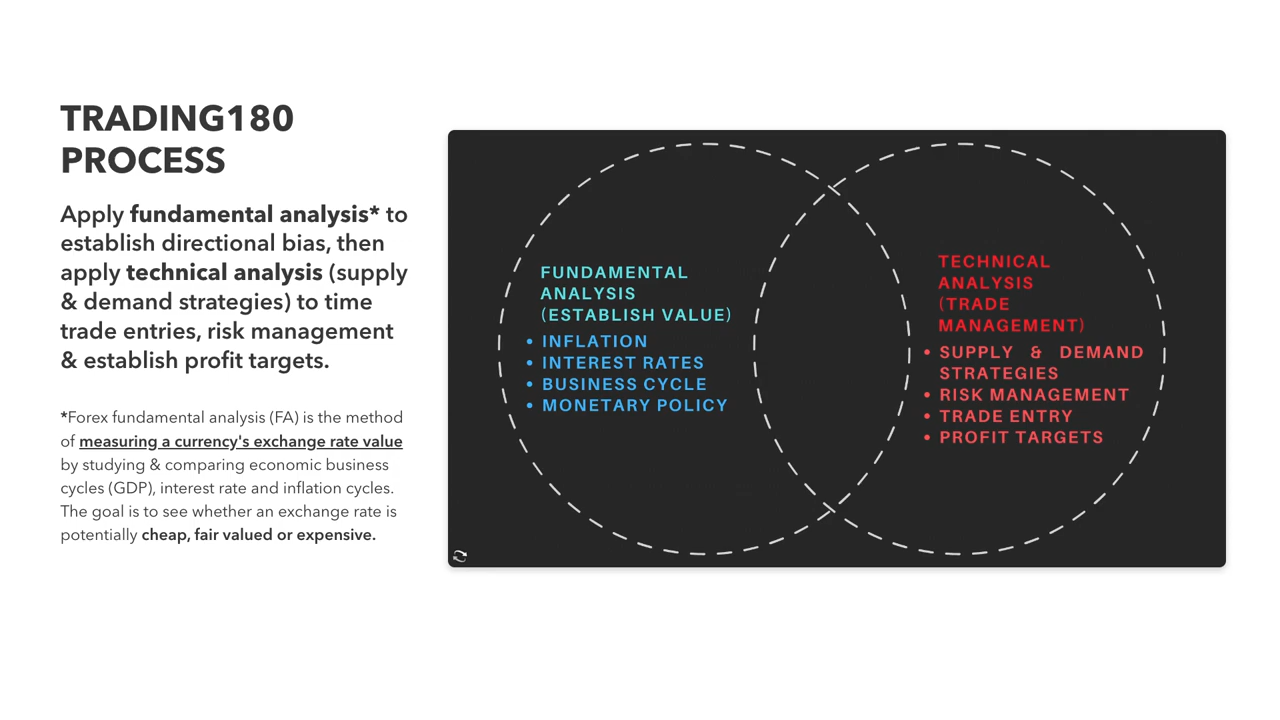 TRADING180
PROCESS
Apply fundamental analysis* to
establish directional bias, then
apply technical analysis (supply
& demand strategies) to time
trade entries, risk management
& establish profit targets.
*Forex fundamental analysis (FA) is the method
of measuring a currency's exchange rate value
by studying & comparing economic business
cycles (GDP), interest rate and inflation cycles.
The goal is to see whether an exchange rate is
potentially cheap, fair valued or expensive.
FUNDAMENTAL
ANALYSIS
(ESTABLISH VALUE)
• INFLATION
• INTEREST RATES
• BUSINESS CYCLE
• MONETARY POLICY
TECHNICAL
ANALYSIS
(TRADE
MANAGEMENT)
• SUPPLY & DEMAND
STRATEGIES
• RISK MANAGEMENT
• TRADE ENTRY
• PROFIT TARGETS